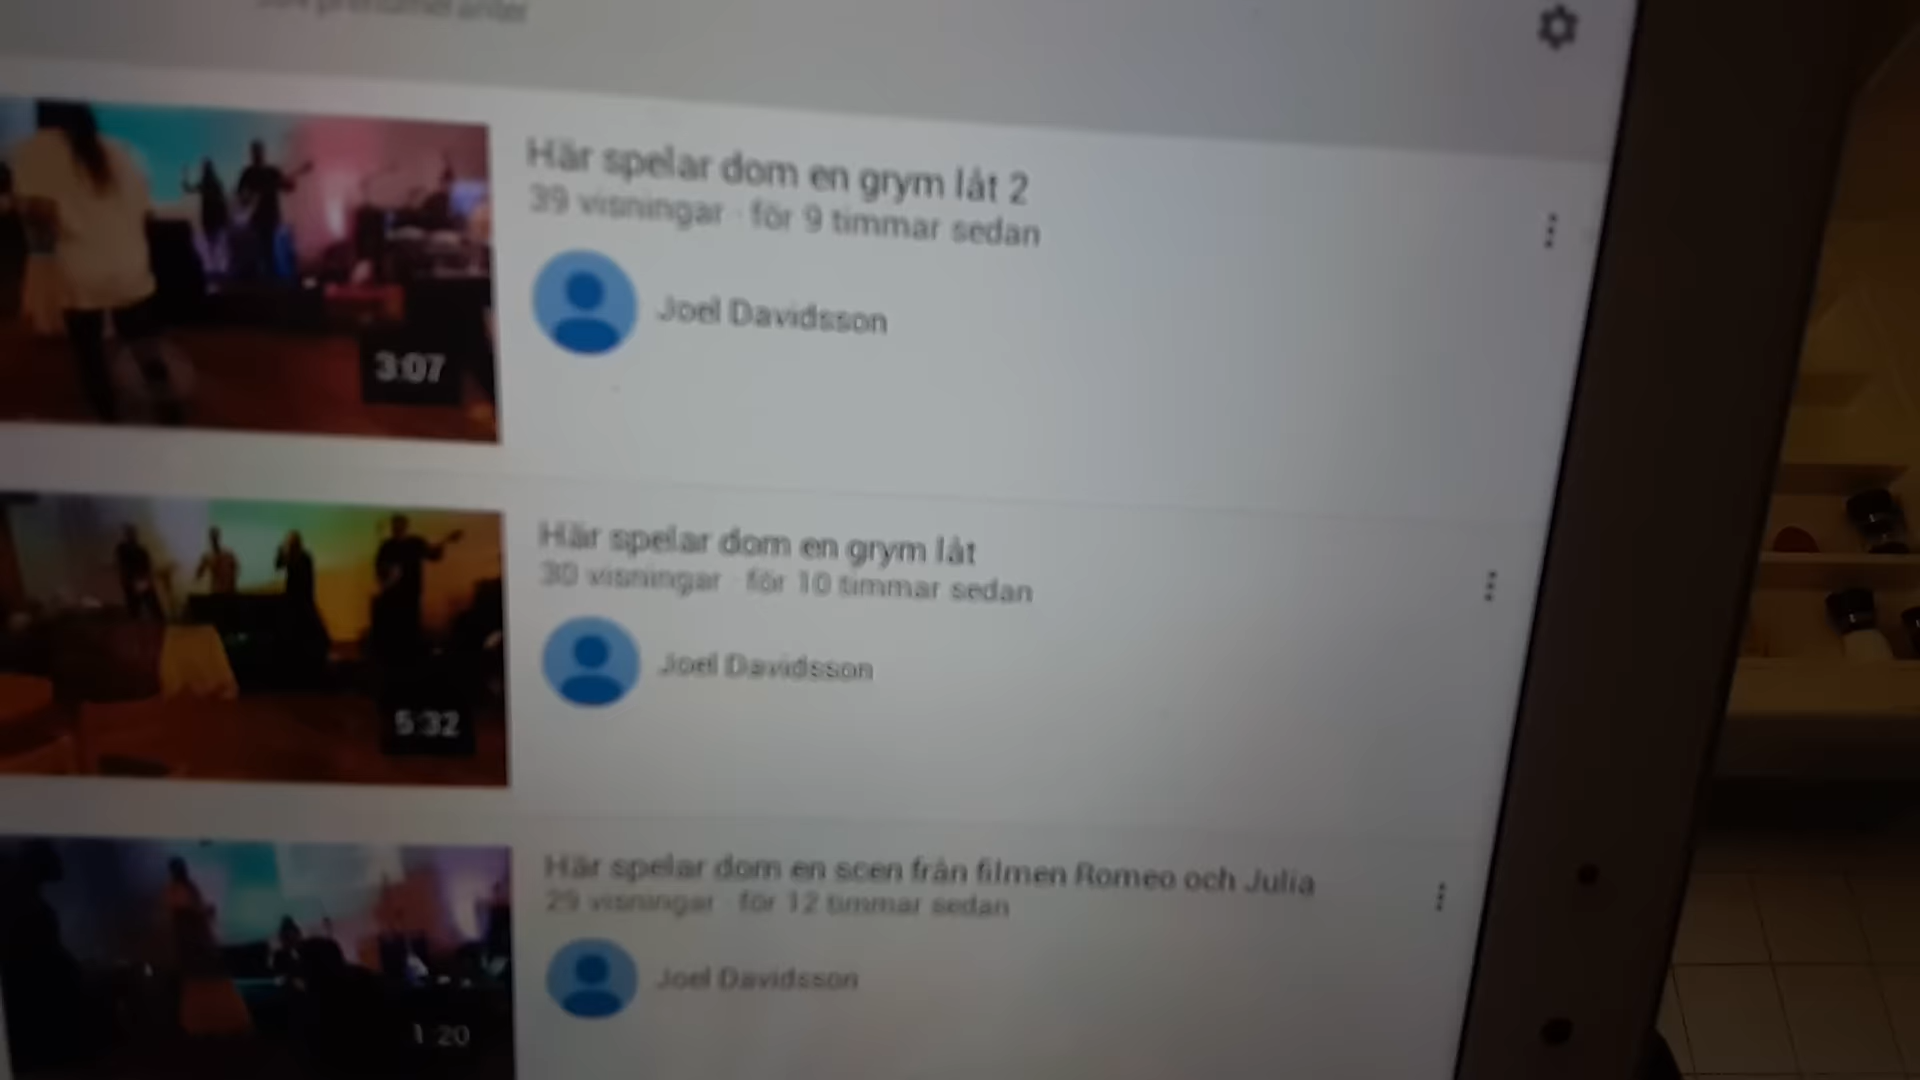 prenumeranter
Här spelar dom en grym låt 2
39 visningar · för 9 timmar sedan
Joel Davidsson
3:07
Här spelar dom en grym låt
30 visningar · för 10 timmar sedan
Joel Davidsson
5:32
Här spelar dom en scen från filmen Romeo och Julia
29 visningar · för 12 timmar sedan
Joel Davidsson
1:20